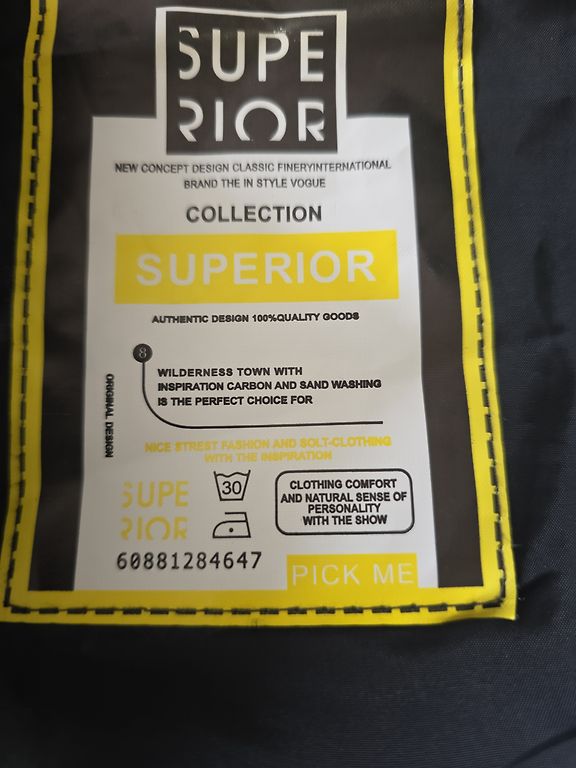 SUPE
RIOR
NEW CONCEPT DESIGN CLASSIC FINERYINTERNATIONAL
BRAND THE IN STYLE VOGUE
COLLECTION
SUPERIOR
AUTHENTIC DESIGN 100%QUALITY GOODS
8
WILDERNESS TOWN WITH
INSPIRATION CARBON AND SAND WASHING
IS THE PERFECT CHOICE FOR
ORIGINAL DESIGN
NICE STREST FASHION AND SOLT-CLOTHING
WITH THE INSPIRATION
SUPE
RIOR
30
CLOTHING COMFORT
AND NATURAL SENSE OF
PERSONALITY
WITH THE SHOW
60881284647
PICK ME